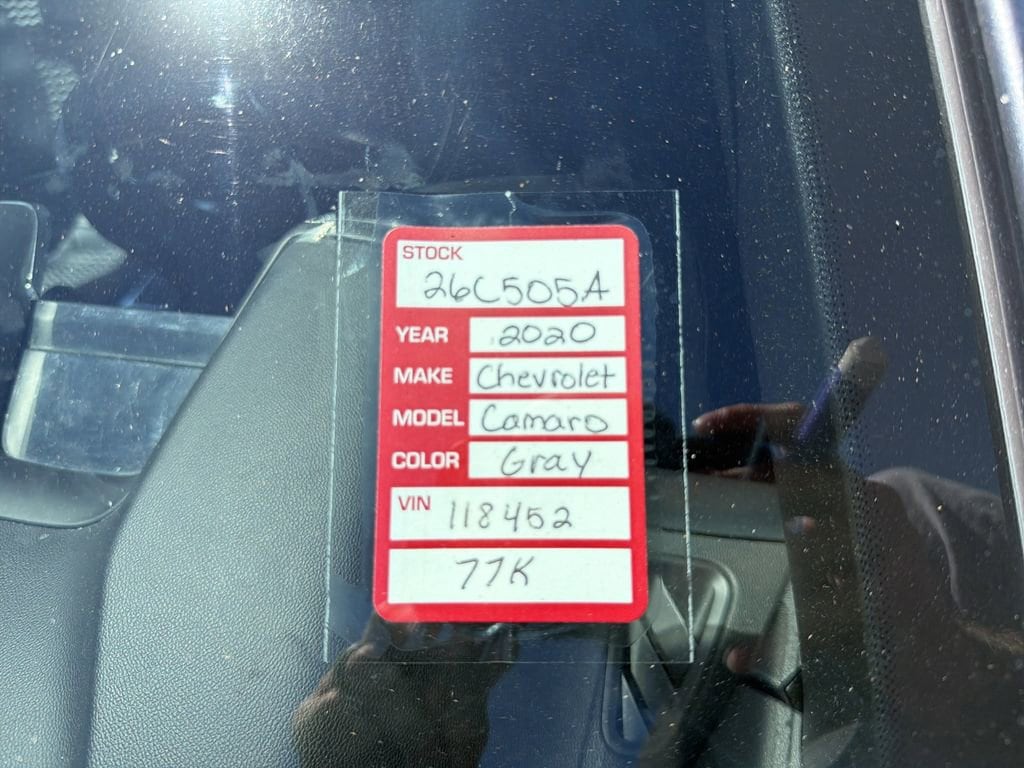 STOCK
26C505A
YEAR 2020
MAKE Chevrolet
MODEL Camaro
COLOR Gray
VIN 118452
77K